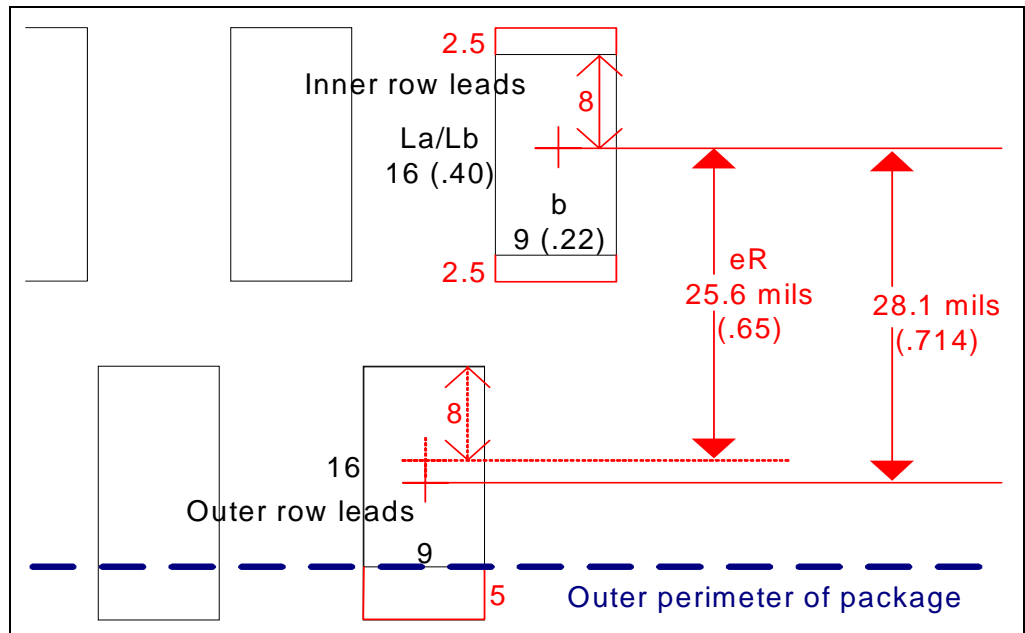 2.5
Inner row leads
8
La/Lb
16 (.40)
b
9 (.22)
2.5
eR
25.6 mils
(.65)
28.1 mils
(.714)
8
16
Outer row leads
9
5
Outer perimeter of package